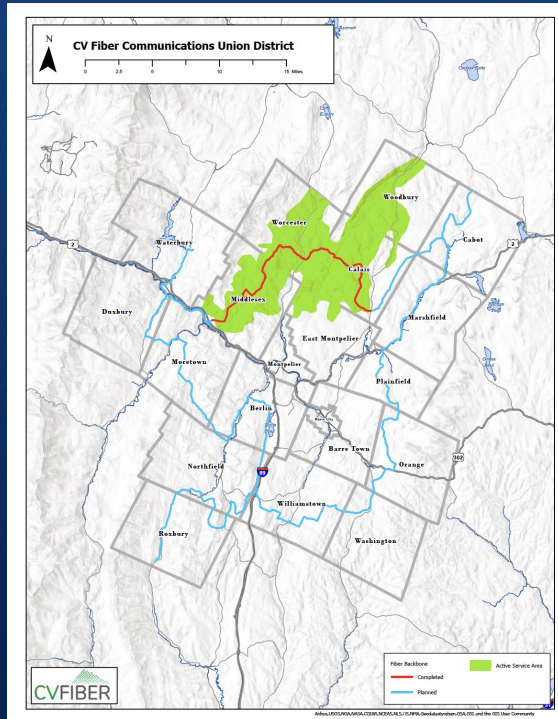 N
CV Fiber Communications Union District
0 2.5 5 10 15 Miles
Woodbury
Worcester
Waterbury
Cabot
2
2
Calais
Middlesex
Duxbury
Marshfield
East Montpelier
Moretown
Montpelier
Plainfield
Berlin
Barre Town
Northfield
Orange
302
89
Williamstown
Roxbury
Washington
Fiber Backbone
Active Service Area
Completed
Planned
CVFIBER